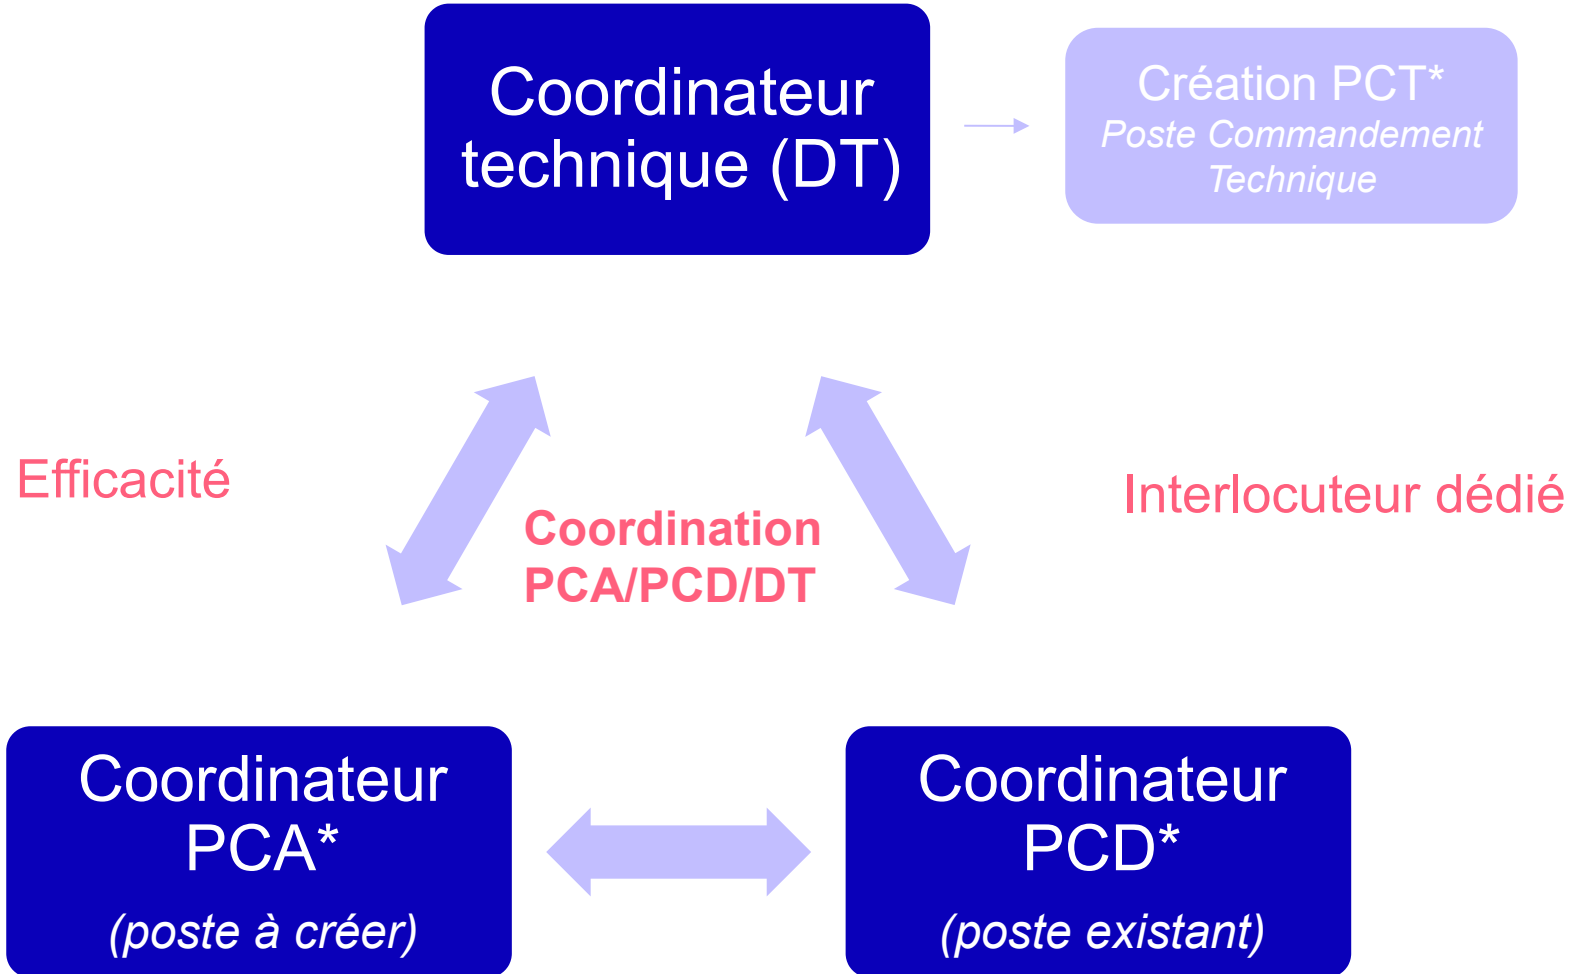 Coordinateur
technique (DT)
Création PCT*
Poste Commandement
Technique
Efficacité
Interlocuteur dédié
Coordination
PCA/PCD/DT
Coordinateur
PCA*
(poste à créer)
Coordinateur
PCD*
(poste existant)